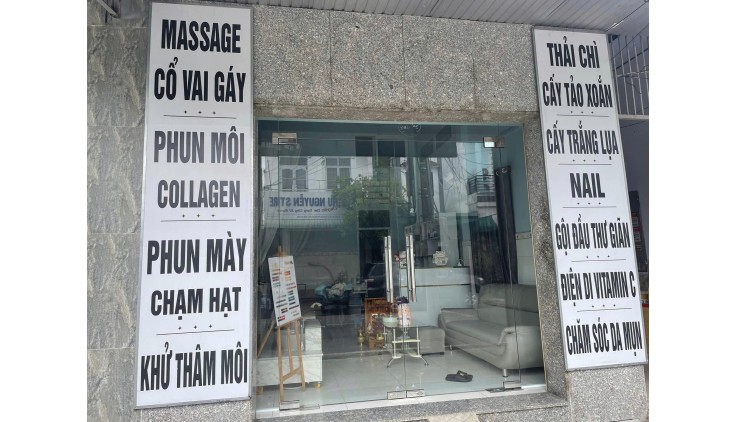 MASSAGE
CỔ VAI GÁY
PHUN MÔI
COLLAGEN
PHUN MÀY
CHẠM HẠT
KHỬ THÂM MÔI
THẢI CHÌ
CẤY TẢO XOẮN
CẤY TRẮNG LỤA
NAIL
GỘI ĐẦU THƯ GIÃN
ĐIỆN DI VITAMIN C
CHĂM SÓC DA MỤN